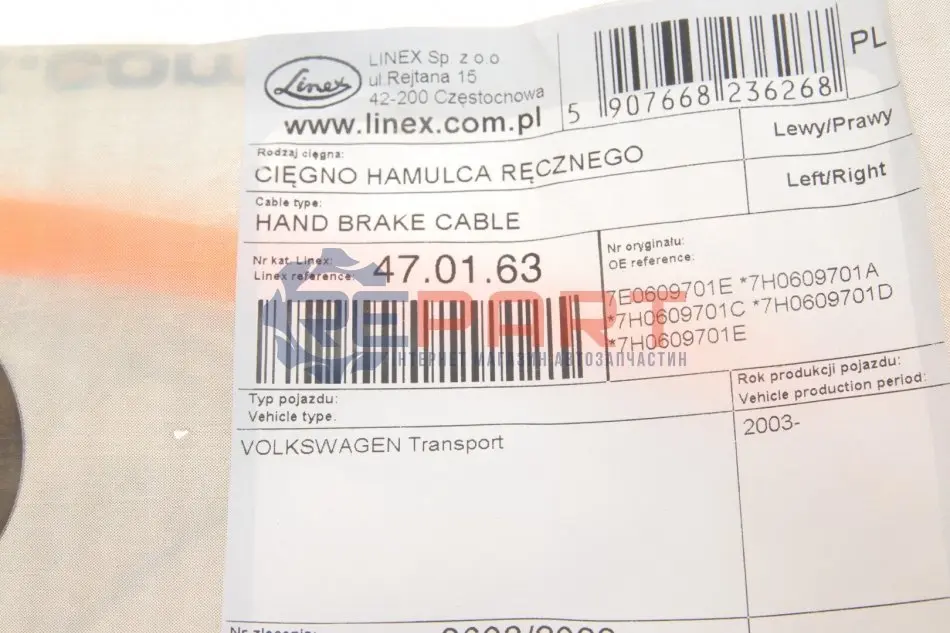 Linex
LINEX Sp. z o.o.
ul.Rejtana 15
42-200 Częstochowa
www.linex.com.pl
5 907668 236268
PL
Rodzaj cięgna:
CIĘGNO HAMULCA RĘCZNEGO
Lewy/Prawy
Cable type:
HAND BRAKE CABLE
Left/Right
Nr kat. Linex:
Linex reference:
47.01.63
Nr oryginału:
OE reference:
7E0609701E *7H0609701A
*7H0609701C *7H0609701D
*7H0609701E
REPART
ІНТЕРНЕТ МАГАЗИН АВТОЗАПЧАСТИН
Typ pojazdu:
Vehicle type.
VOLKSWAGEN Transport
Rok produkcji pojazdu:
Vehicle production period:
2003-
Nr zlecenia: